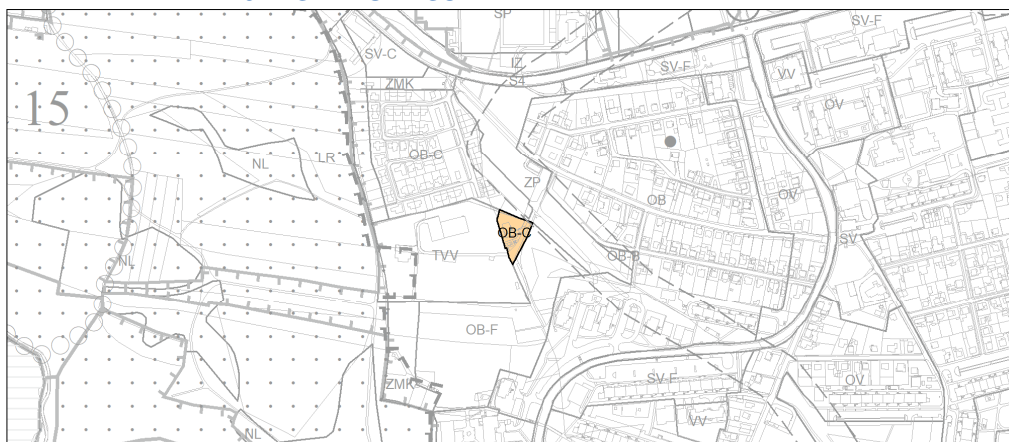 SP
SV-F
SV-C
IZ
SV-F
VV
S4
ZMK
OV
15
OB-C
NL
LR
ZP
OV
OB
OB-C
SV
TVV
OB-B
NL
OB-F
SV-F
OV
ZMK
VV
NL